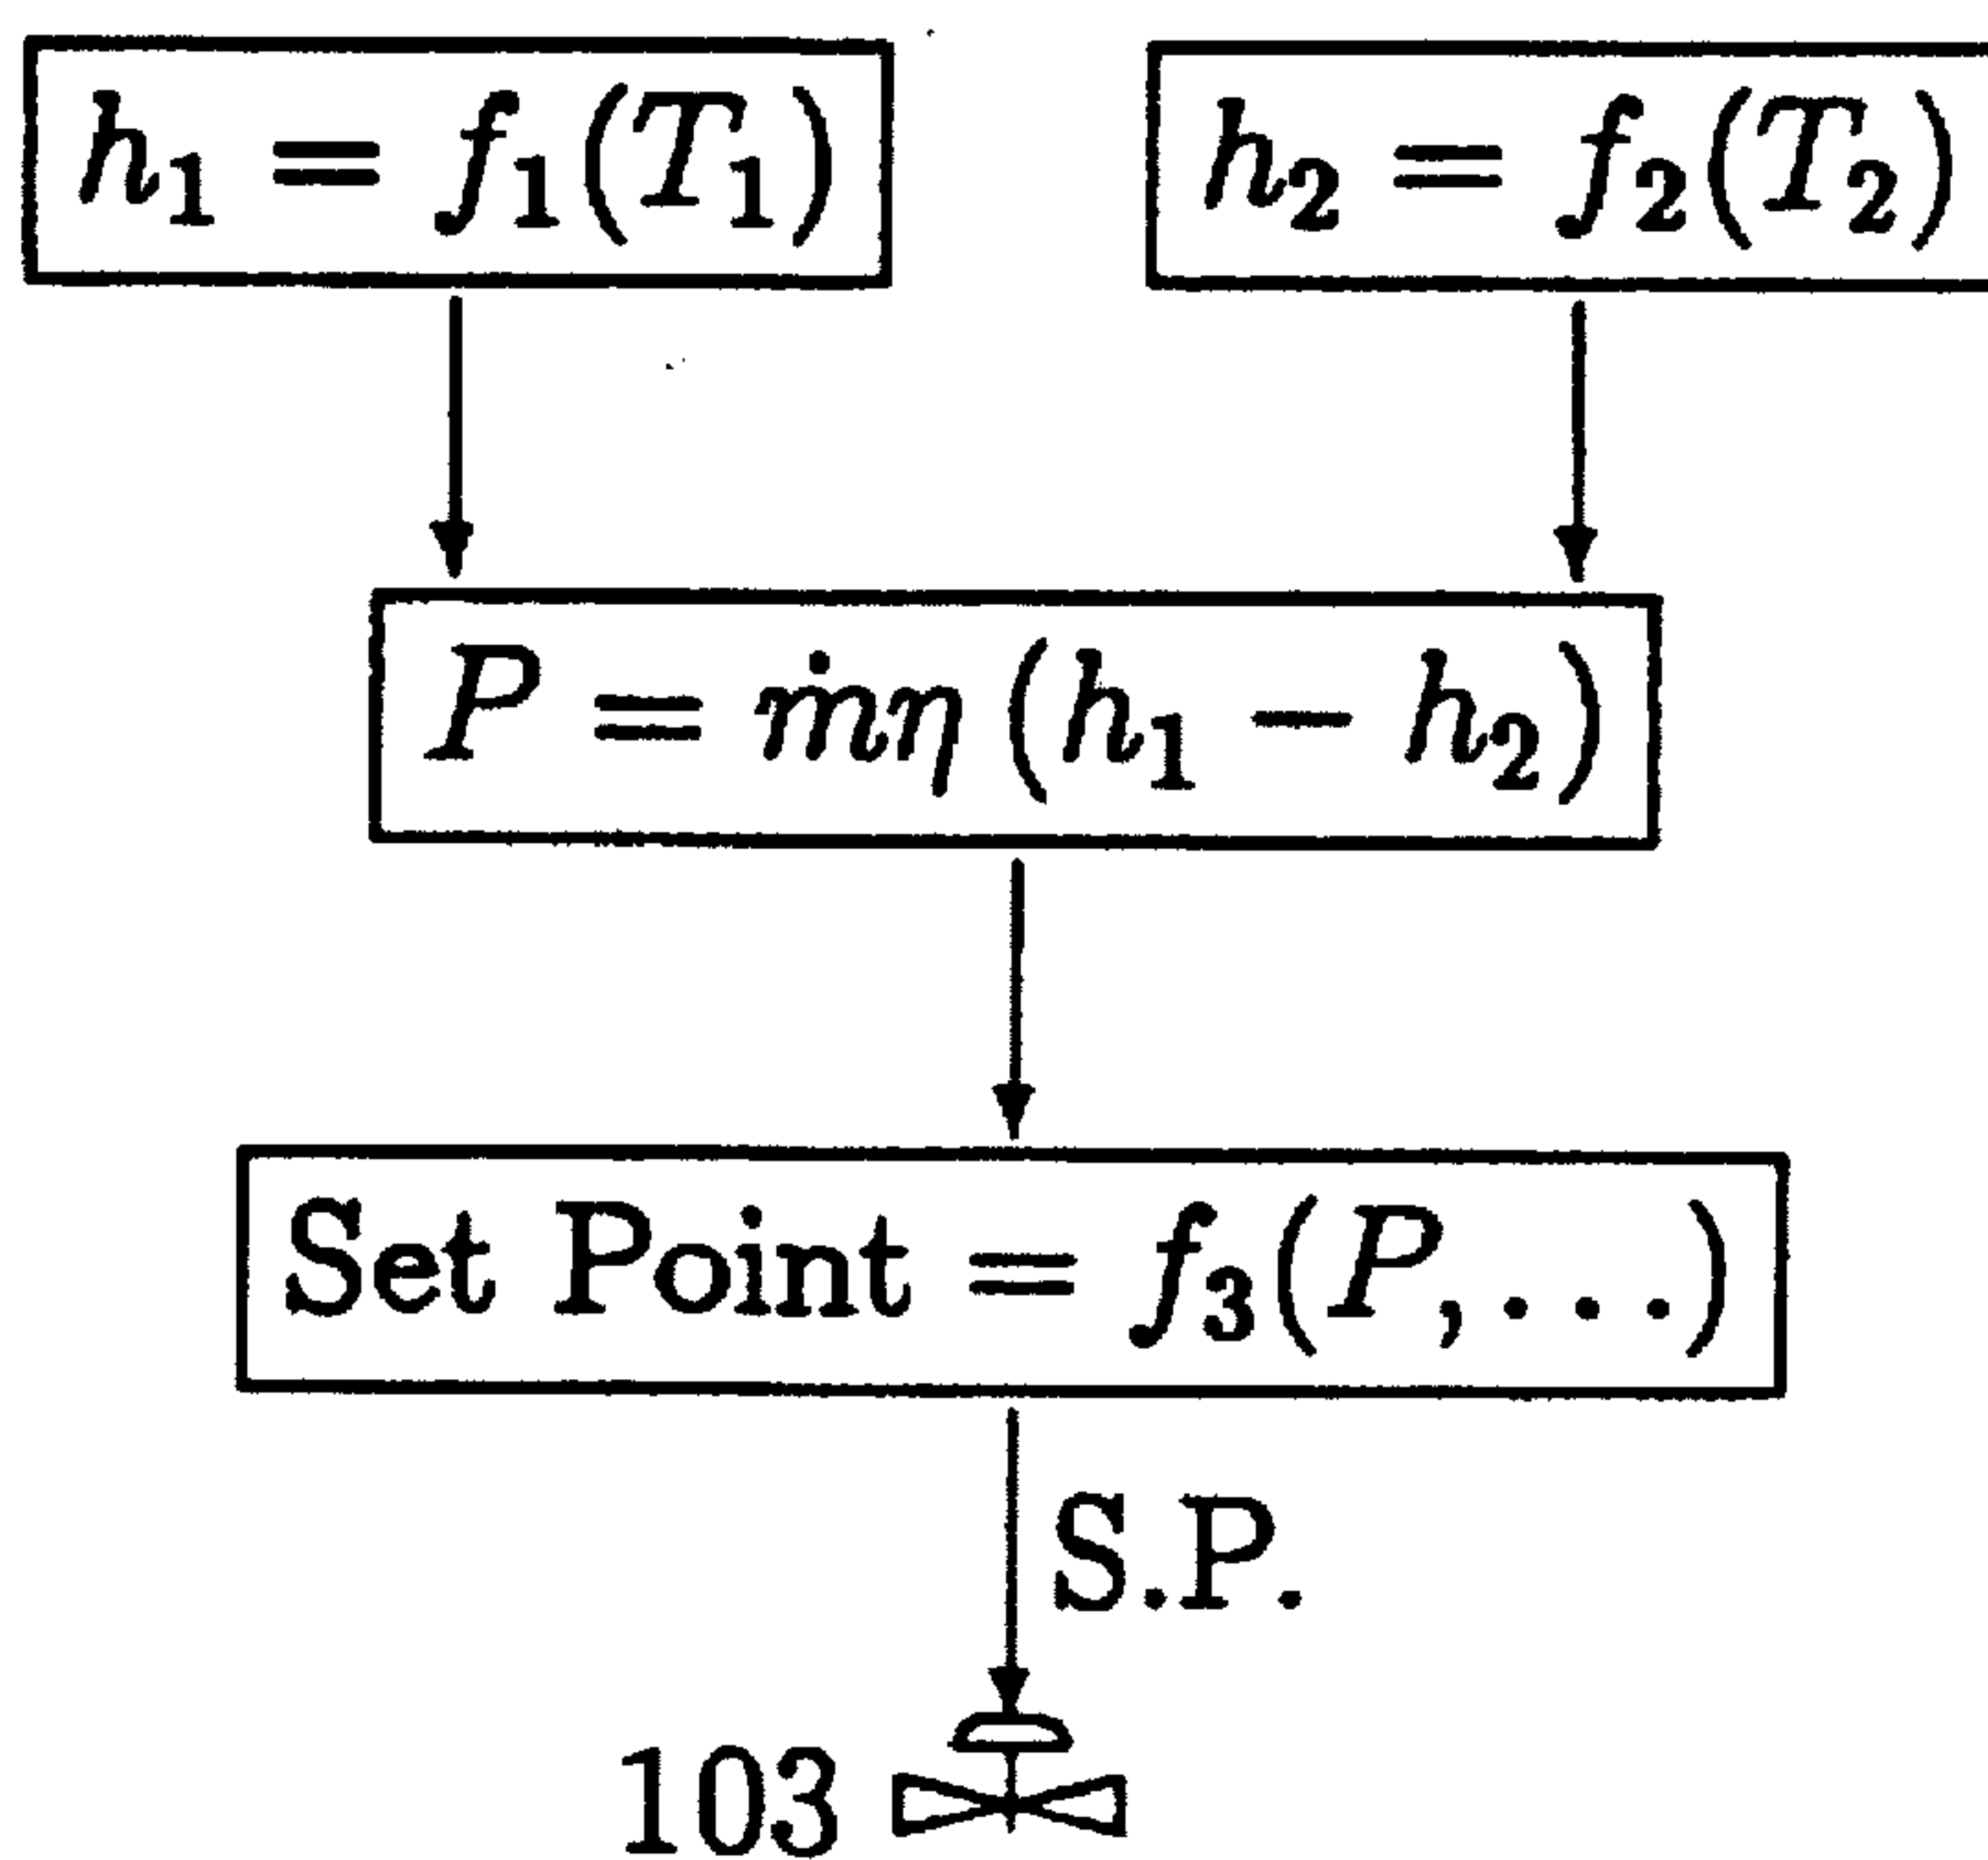 h₁ = f₁(T₁)
h₂ = f₂(T₂)
P = ṁη(h₁ − h₂)
Set Point = f₃(P, . . .)
S.P.
103